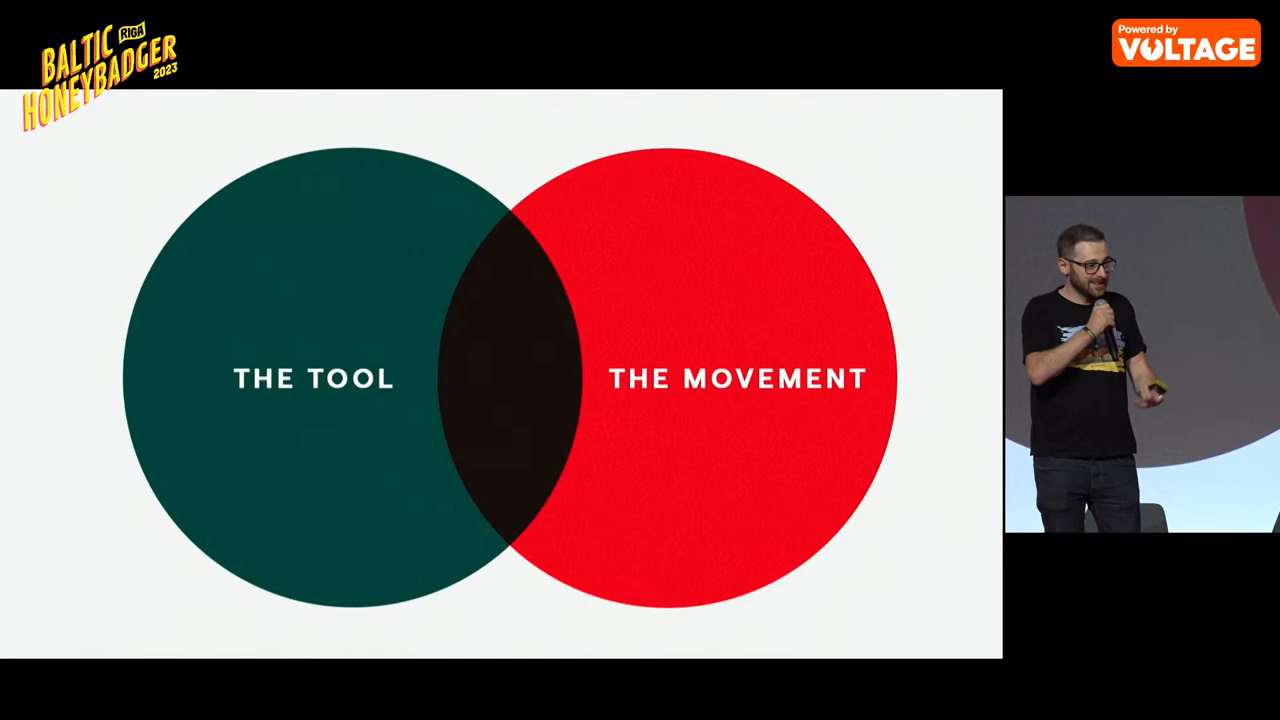 BALTIC
RIGA
HONEYBADGER
2023
Powered by
VOLTAGE
THE TOOL
THE MOVEMENT